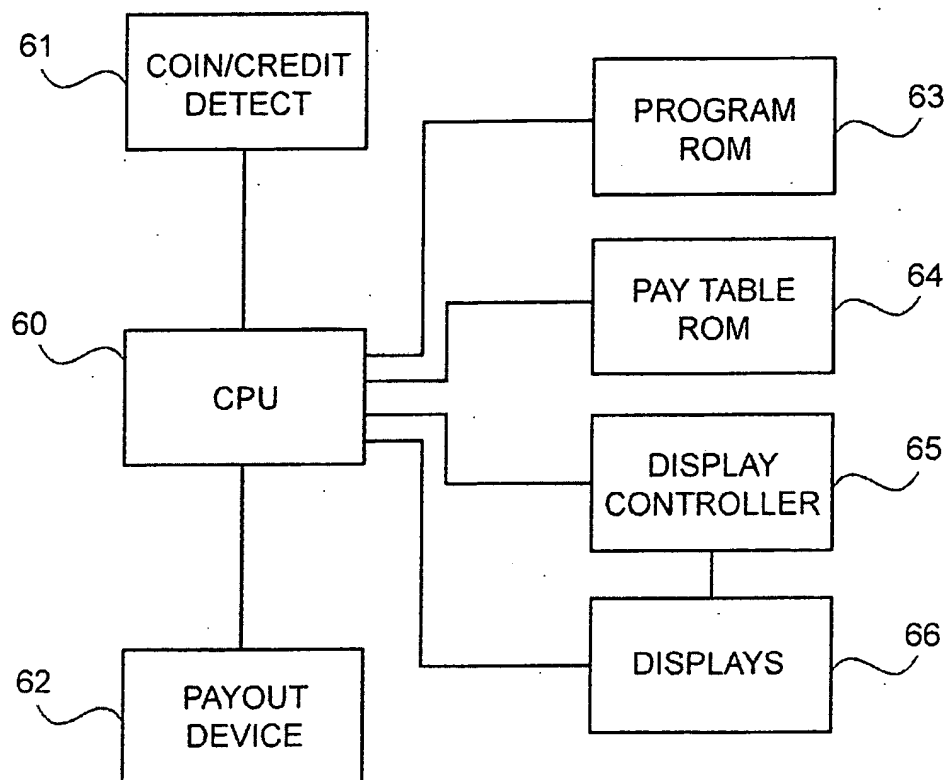 61
COIN/CREDIT
DETECT
PROGRAM
ROM
63
PAY TABLE
ROM
64
60
CPU
DISPLAY
CONTROLLER
65
62
PAYOUT
DEVICE
DISPLAYS
66